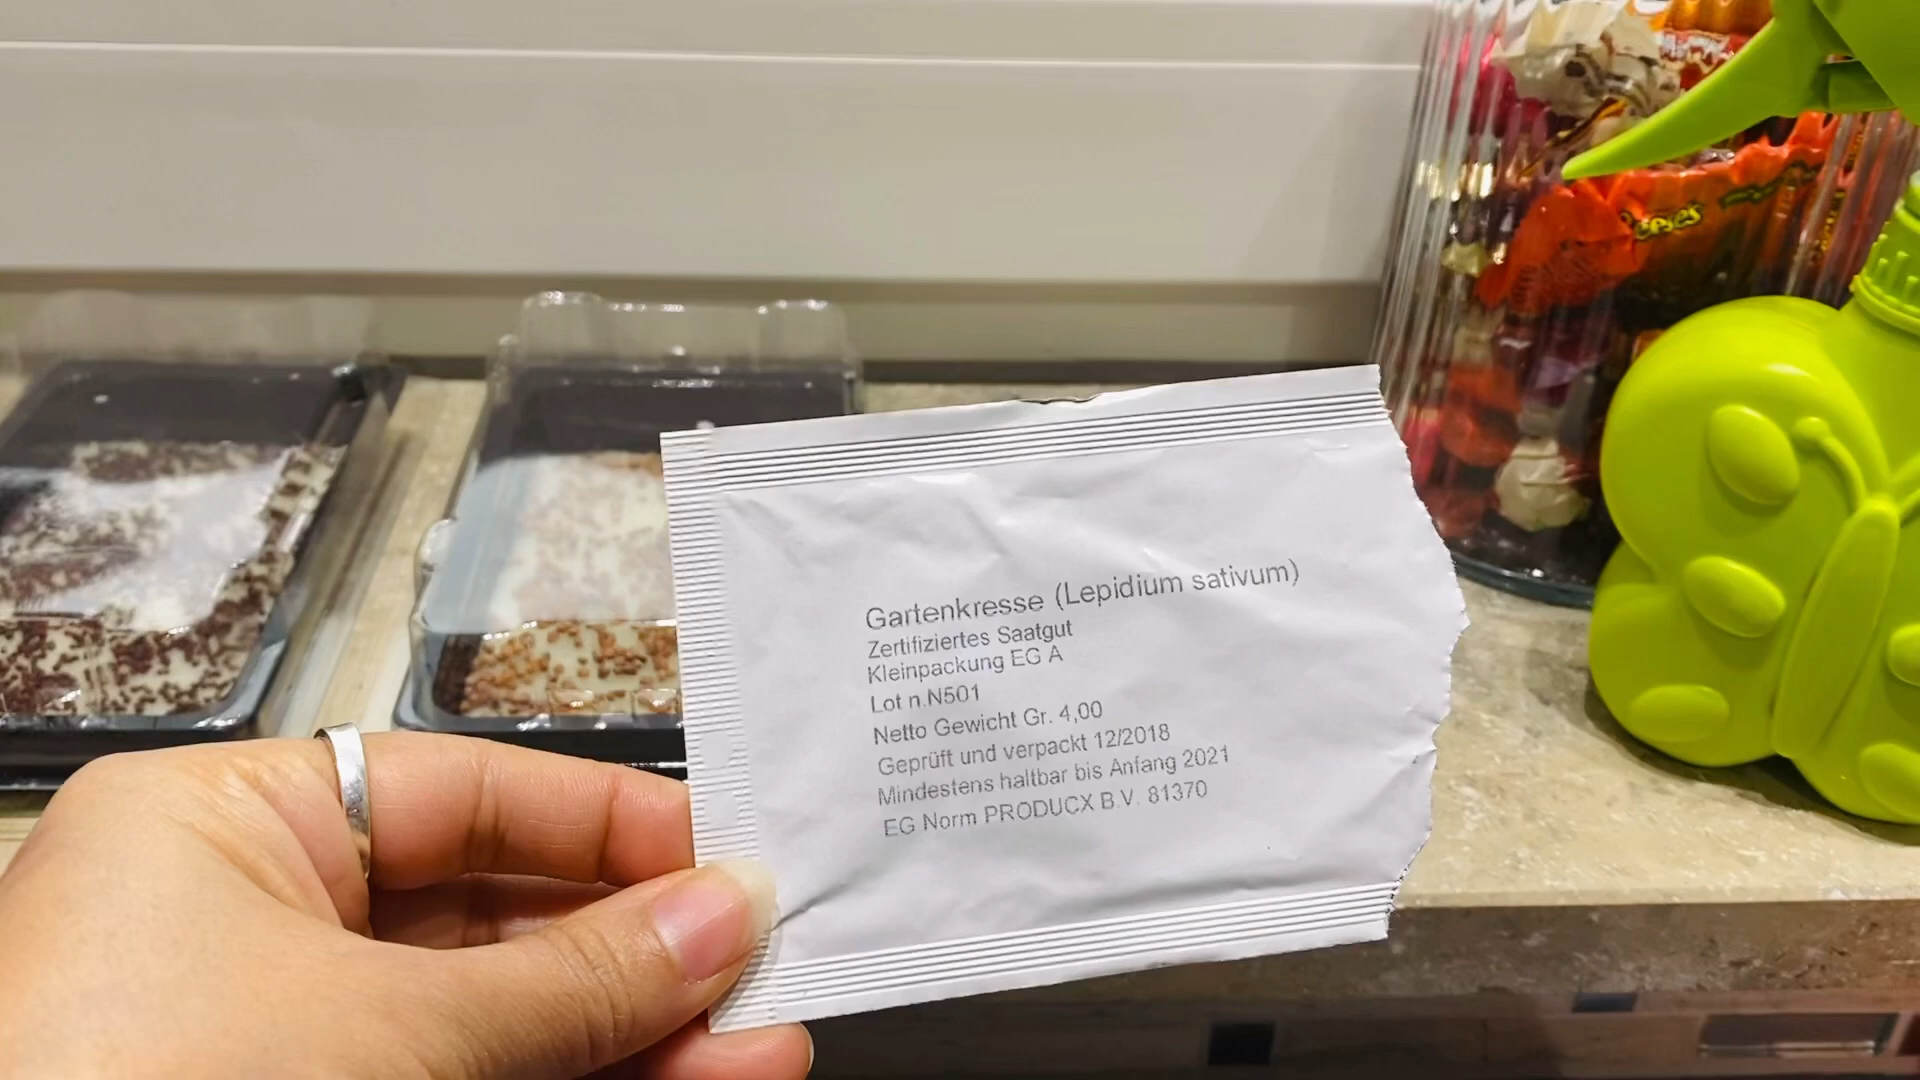 Gartenkresse (Lepidium sativum)
Zertifiziertes Saatgut
Kleinpackung EG A
Lot n.N501
Netto Gewicht Gr. 4,00
Geprüft und verpackt 12/2018
Mindestens haltbar bis Anfang 2021
EG Norm PRODUCX B.V. 81370
Reese's